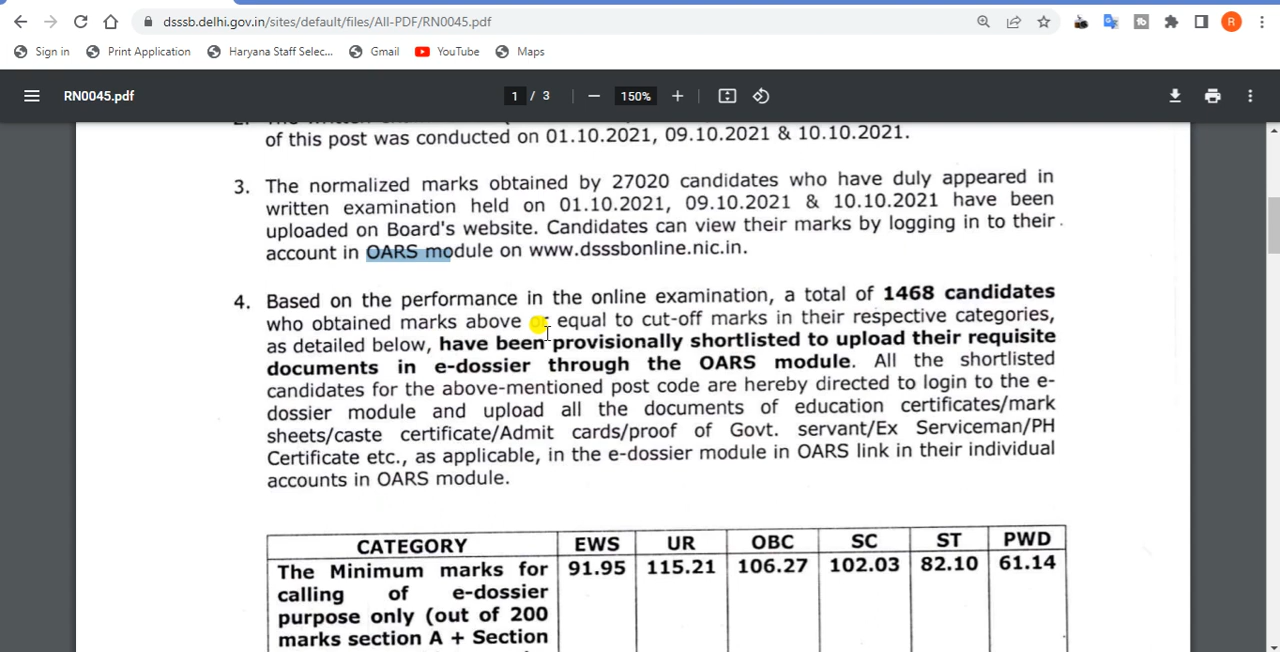 dsssb.delhi.gov.in/sites/default/files/All-PDF/RN0045.pdf
R
Sign in Print Application Haryana Staff Selec... Gmail YouTube Maps
RN0045.pdf 1 / 3 150%
of this post was conducted on 01.10.2021, 09.10.2021 & 10.10.2021.
3. The normalized marks obtained by 27020 candidates who have duly appeared in
written examination held on 01.10.2021, 09.10.2021 & 10.10.2021 have been
uploaded on Board's website. Candidates can view their marks by logging in to their
account in OARS module on www.dsssbonline.nic.in.
4. Based on the performance in the online examination, a total of 1468 candidates
who obtained marks above or equal to cut-off marks in their respective categories,
as detailed below, have been provisionally shortlisted to upload their requisite
documents in e-dossier through the OARS module. All the shortlisted
candidates for the above-mentioned post code are hereby directed to login to the e-
dossier module and upload all the documents of education certificates/mark
sheets/caste certificate/Admit cards/proof of Govt. servant/Ex Serviceman/PH
Certificate etc., as applicable, in the e-dossier module in OARS link in their individual
accounts in OARS module.
CATEGORY EWS UR OBC SC ST PWD
The Minimum marks for 91.95 115.21 106.27 102.03 82.10 61.14
calling of e-dossier
purpose only (out of 200
marks section A + Section